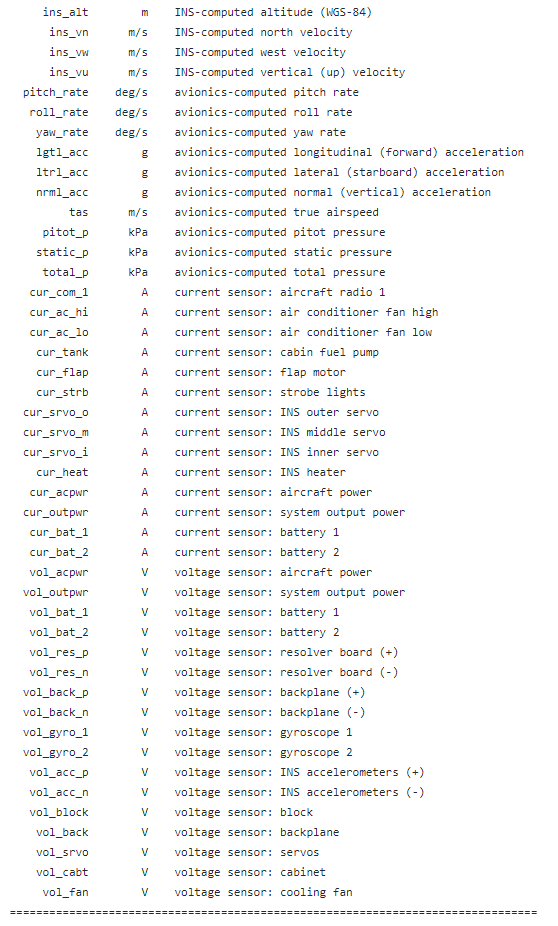 ins_alt m INS-computed altitude (WGS-84)
ins_vn m/s INS-computed north velocity
ins_vw m/s INS-computed west velocity
ins_vu m/s INS-computed vertical (up) velocity
pitch_rate deg/s avionics-computed pitch rate
roll_rate deg/s avionics-computed roll rate
yaw_rate deg/s avionics-computed yaw rate
lgtl_acc g avionics-computed longitudinal (forward) acceleration
ltrl_acc g avionics-computed lateral (starboard) acceleration
nrml_acc g avionics-computed normal (vertical) acceleration
tas m/s avionics-computed true airspeed
pitot_p kPa avionics-computed pitot pressure
static_p kPa avionics-computed static pressure
total_p kPa avionics-computed total pressure
cur_com_1 A current sensor: aircraft radio 1
cur_ac_hi A current sensor: air conditioner fan high
cur_ac_lo A current sensor: air conditioner fan low
cur_tank A current sensor: cabin fuel pump
cur_flap A current sensor: flap motor
cur_strb A current sensor: strobe lights
cur_srvo_o A current sensor: INS outer servo
cur_srvo_m A current sensor: INS middle servo
cur_srvo_i A current sensor: INS inner servo
cur_heat A current sensor: INS heater
cur_acpwr A current sensor: aircraft power
cur_outpwr A current sensor: system output power
cur_bat_1 A current sensor: battery 1
cur_bat_2 A current sensor: battery 2
vol_acpwr V voltage sensor: aircraft power
vol_outpwr V voltage sensor: system output power
vol_bat_1 V voltage sensor: battery 1
vol_bat_2 V voltage sensor: battery 2
vol_res_p V voltage sensor: resolver board (+)
vol_res_n V voltage sensor: resolver board (-)
vol_back_p V voltage sensor: backplane (+)
vol_back_n V voltage sensor: backplane (-)
vol_gyro_1 V voltage sensor: gyroscope 1
vol_gyro_2 V voltage sensor: gyroscope 2
vol_acc_p V voltage sensor: INS accelerometers (+)
vol_acc_n V voltage sensor: INS accelerometers (-)
vol_block V voltage sensor: block
vol_back V voltage sensor: backplane
vol_srvo V voltage sensor: servos
vol_cabt V voltage sensor: cabinet
vol_fan V voltage sensor: cooling fan
================================================================================